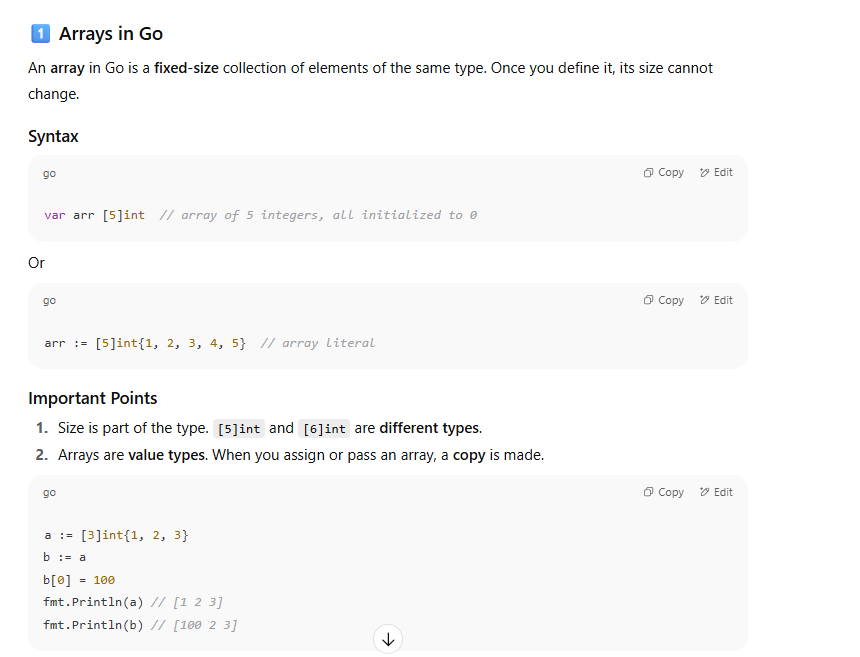 1 Arrays in Go
An array in Go is a fixed-size collection of elements of the same type. Once you define it, its size cannot
change.
Syntax
go
Copy Edit
var arr [5]int // array of 5 integers, all initialized to 0
Or
go
Copy Edit
arr := [5]int{1, 2, 3, 4, 5} // array literal
Important Points
1. Size is part of the type. [5]int and [6]int are different types.
2. Arrays are value types. When you assign or pass an array, a copy is made.
go
Copy Edit
a := [3]int{1, 2, 3}
b := a
b[0] = 100
fmt.Println(a) // [1 2 3]
fmt.Println(b) // [100 2 3]